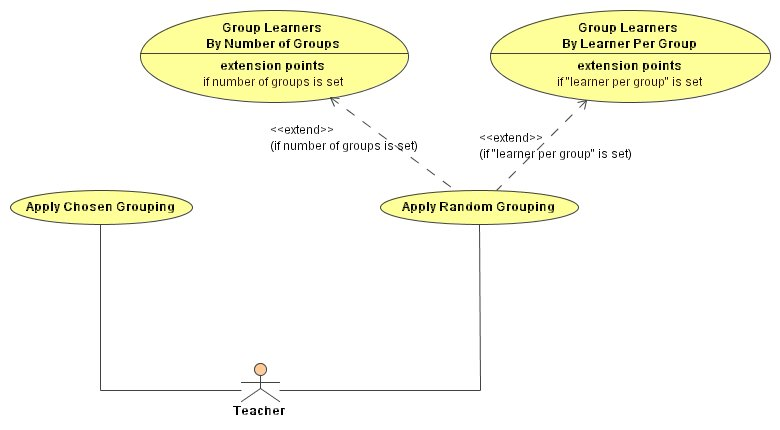 Group Learners
By Number of Groups
extension points
if number of groups is set
Group Learners
By Learner Per Group
extension points
if "learner per group" is set
<<extend>>
(if number of groups is set)
<<extend>>
(if "learner per group" is set)
Apply Chosen Grouping
Apply Random Grouping
Teacher